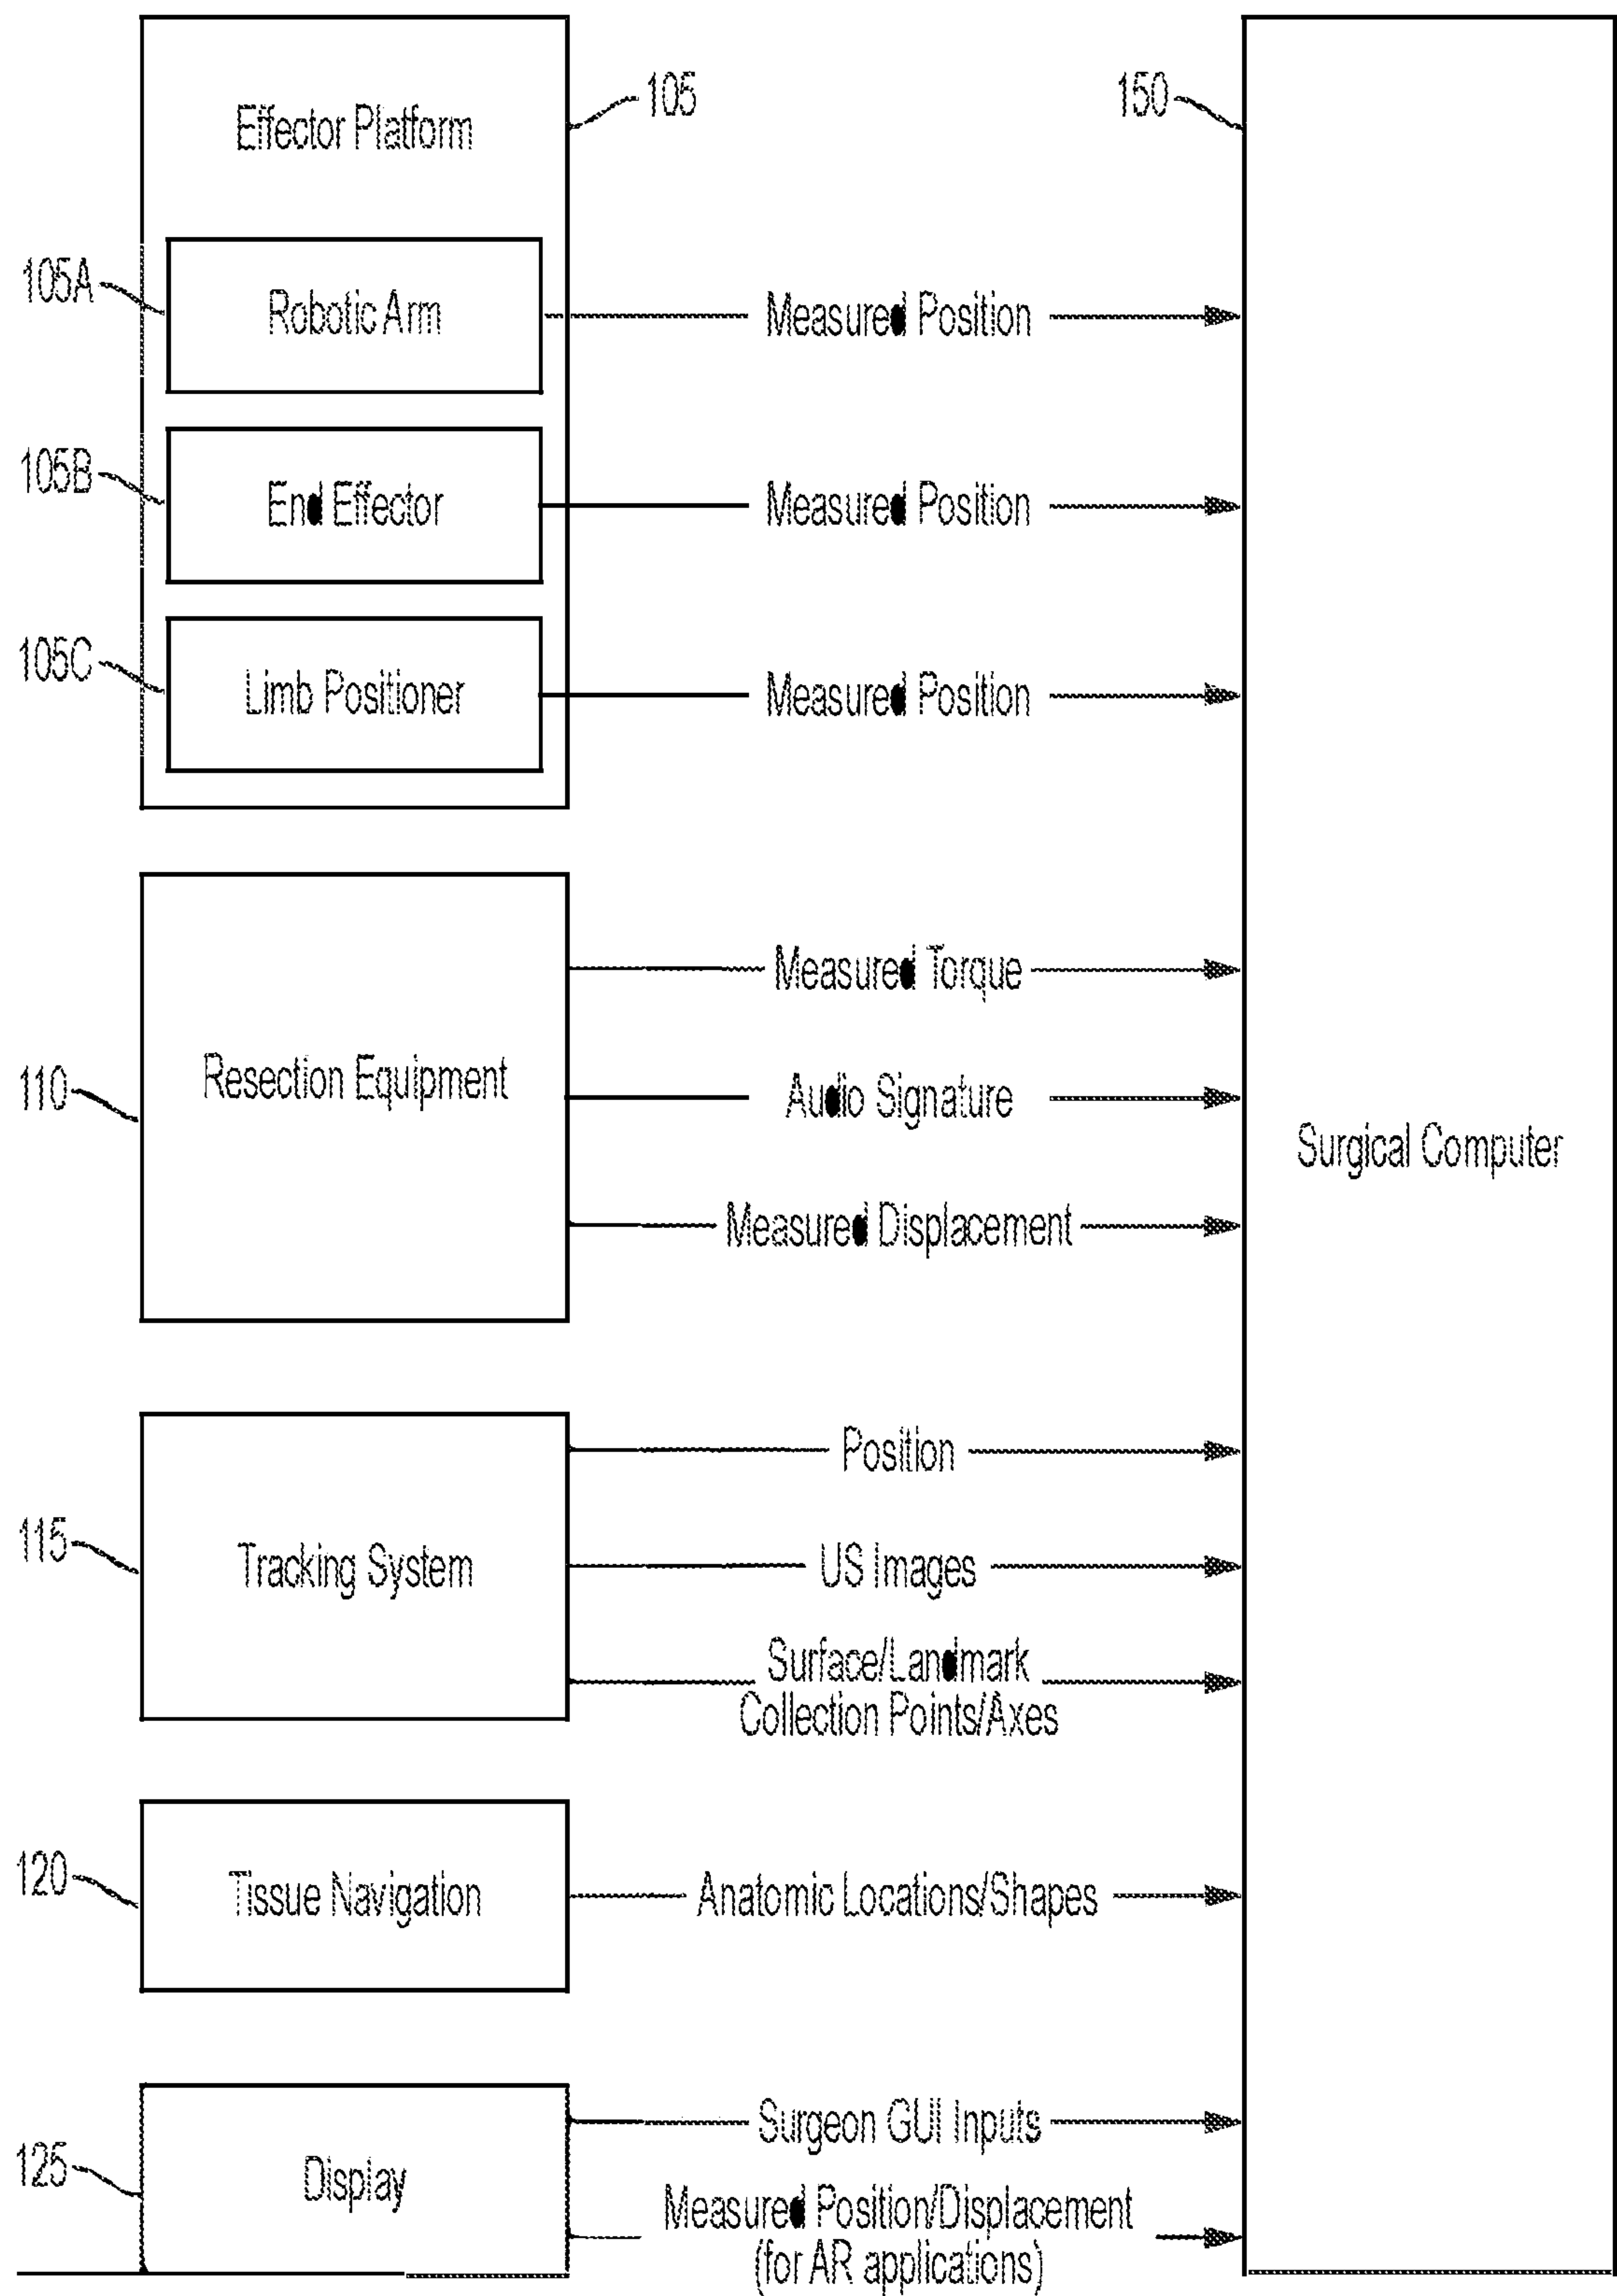 Effector Platform
105
150
105A
Robotic Arm
Measured Position
105B
End Effector
Measured Position
105C
Limb Positioner
Measured Position
Measured Torque
110
Resection Equipment
Audio Signature
Surgical Computer
Measured Displacement
Position
115
Tracking System
US Images
Surface/Landmark
Collection Points/Axes
120
Tissue Navigation
Anatomic Locations/Shapes
Surgeon GUI Inputs
125
Display
Measured Position/Displacement
(for AR applications)